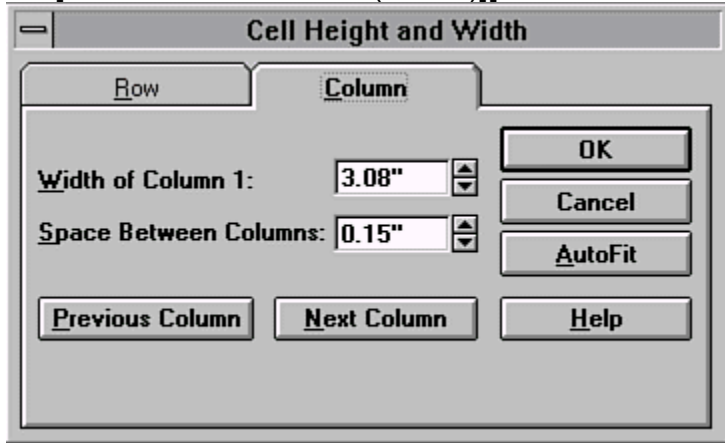 Cell Height and Width
Row Column
OK
Width of Column 1: 3.08"
Cancel
Space Between Columns: 0.15"
AutoFit
Previous Column Next Column Help